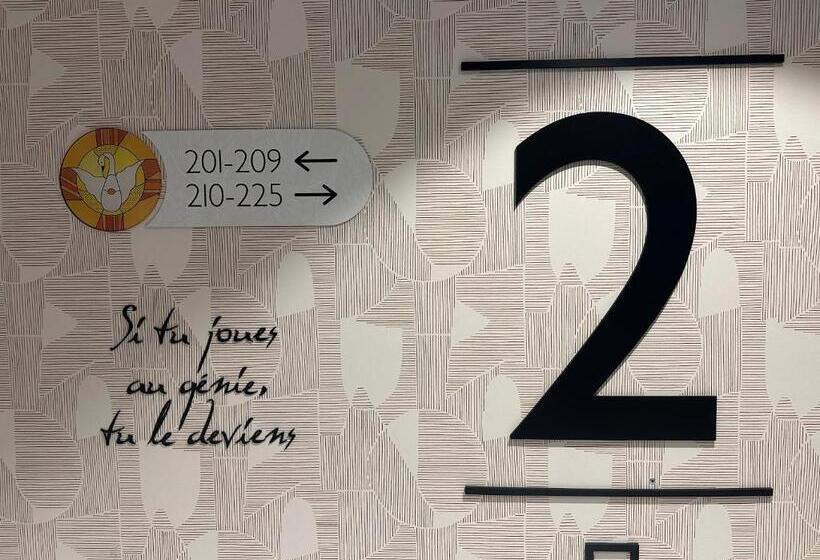 201-209 ←
210-225 →
2
Si tu joues
au génie,
tu le deviens